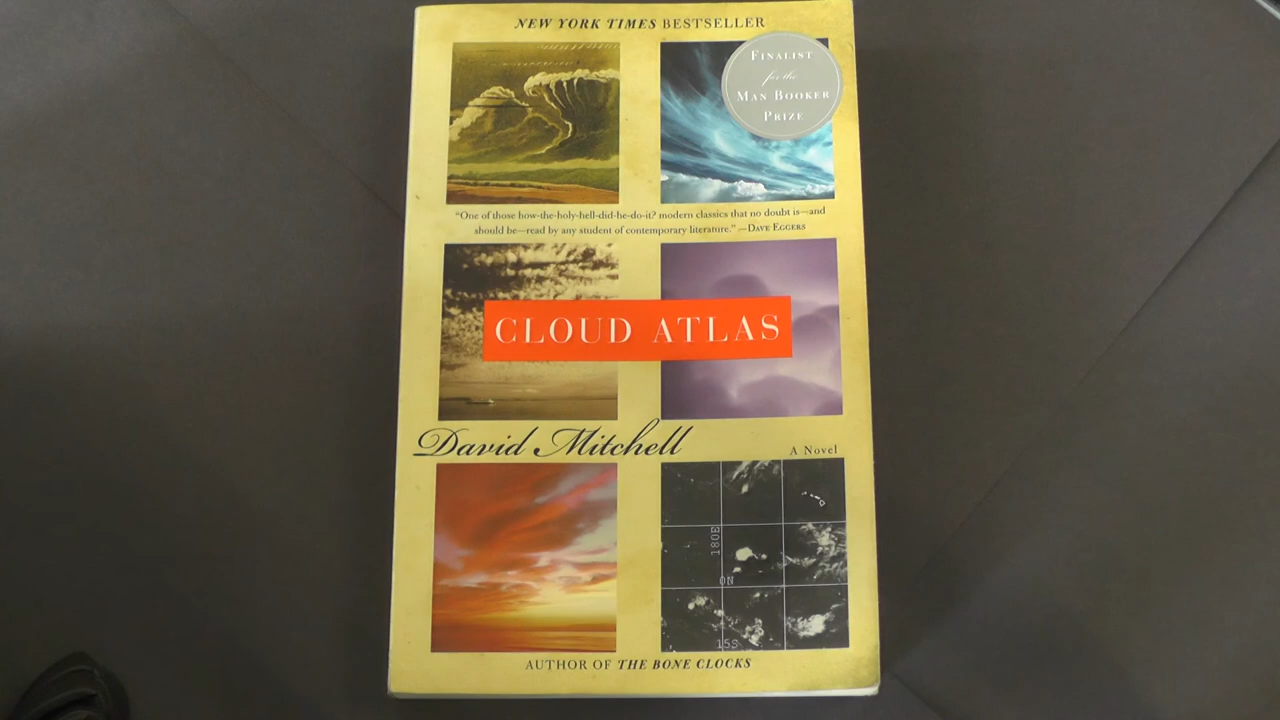 NEW YORK TIMES BESTSELLER
FINALIST
for the
MAN BOOKER
PRIZE
“One of those how-the-holy-hell-did-he-do-it? modern classics that no doubt is—and
should be—read by any student of contemporary literature.” —DAVE EGGERS
CLOUD ATLAS
David Mitchell
A Novel
180E
0N
15S
AUTHOR OF THE BONE CLOCKS